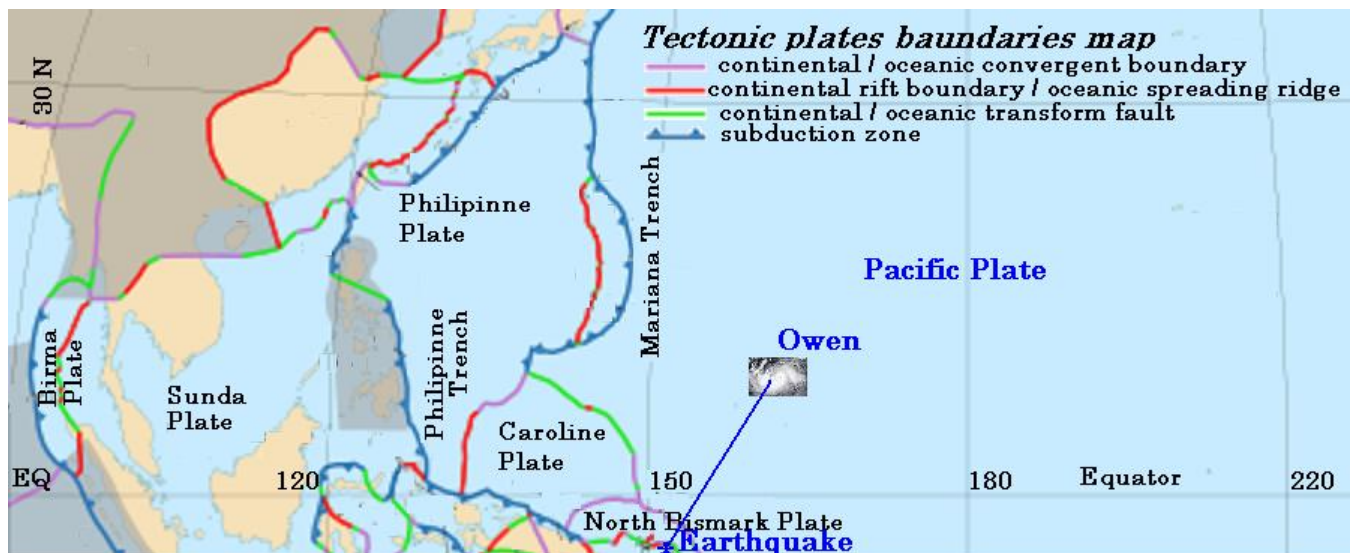 Tectonic plates baundaries map
continental / oceanic convergent boundary
continental rift boundary / oceanic spreading ridge
continental / oceanic transform fault
subduction zone
30 N
Philipinne
Plate
Mariana Trench
Pacific Plate
Owen
Birma
Plate
Sunda
Plate
Philipinne
Trench
Caroline
Plate
EQ
120
150
180
Equator
220
North Bismark Plate
Earthquake